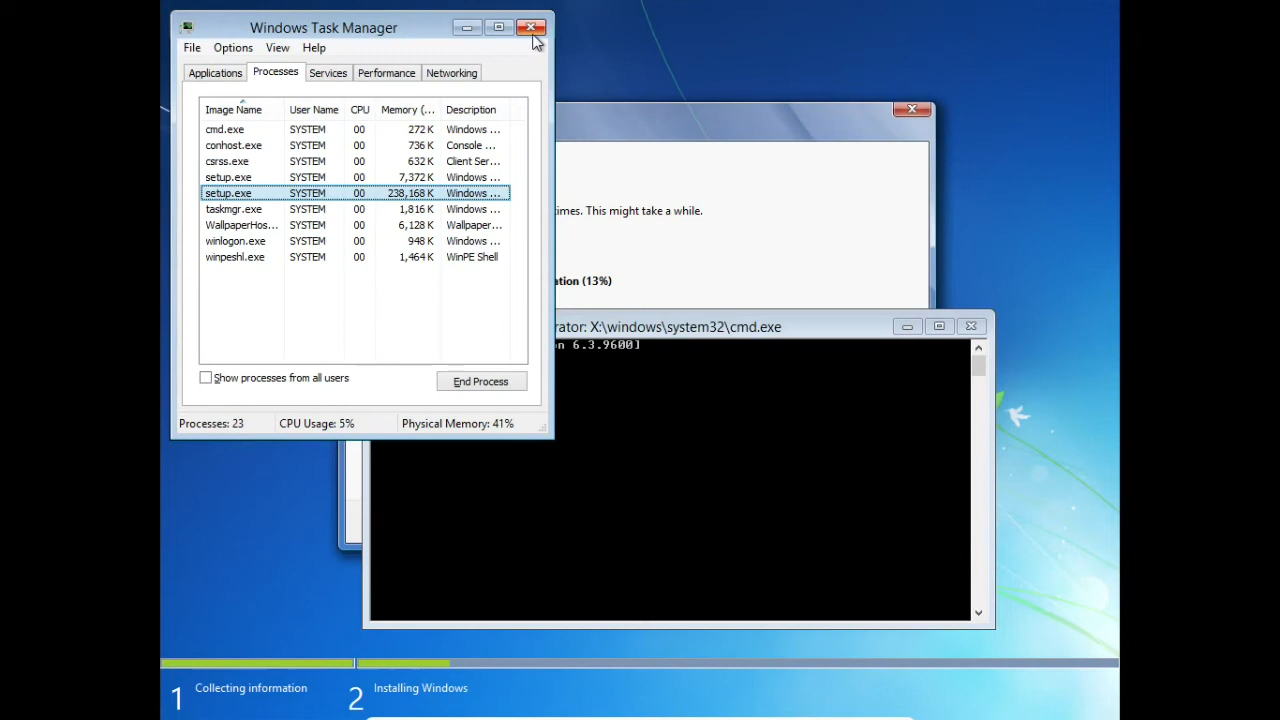 Windows Task Manager
File Options View Help
Applications Processes Services Performance Networking
Image Name User Name CPU Memory (... Description
cmd.exe SYSTEM 00 272 K Windows ...
conhost.exe SYSTEM 00 736 K Console ...
csrss.exe SYSTEM 00 632 K Client Ser...
setup.exe SYSTEM 00 7,372 K Windows ...
setup.exe SYSTEM 00 238,168 K Windows ...
taskmgr.exe SYSTEM 00 1,816 K Windows ...
WallpaperHos... SYSTEM 00 6,128 K Wallpaper...
winlogon.exe SYSTEM 00 948 K Windows ...
winpeshl.exe SYSTEM 00 1,464 K WinPE Shell
Show processes from all users
End Process
Processes: 23 CPU Usage: 5% Physical Memory: 41%
times. This might take a while.
ation (13%)
rator: X:\windows\system32\cmd.exe
on 6.3.9600]
1 Collecting information
2 Installing Windows